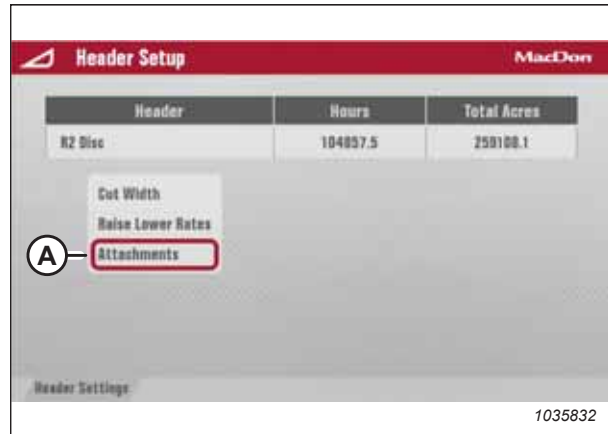 Header Setup MacDon
Header Hours Total Acres
R2 Disc 104857.5 259108.1
Cut Width
Raise Lower Rates
A Attachments
Header Settings
1035832